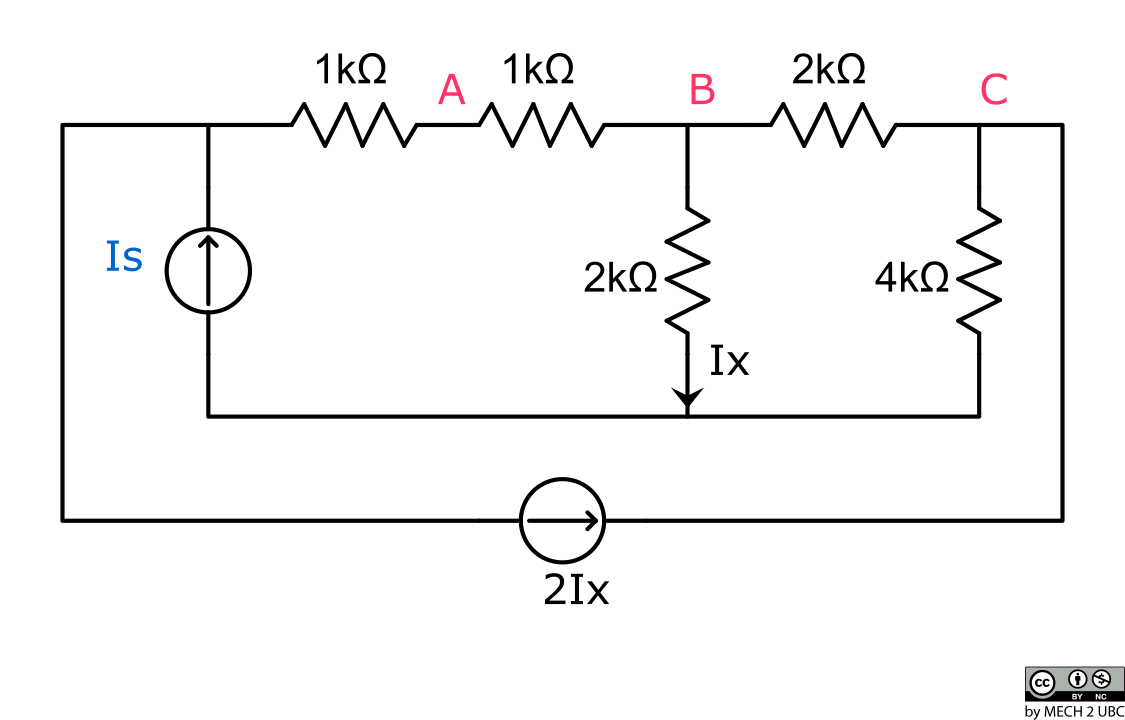 1kΩ
A
1kΩ
B
2kΩ
C
Is
2kΩ
4kΩ
Ix
2Ix
cc
BY NC
by MECH 2 UBC